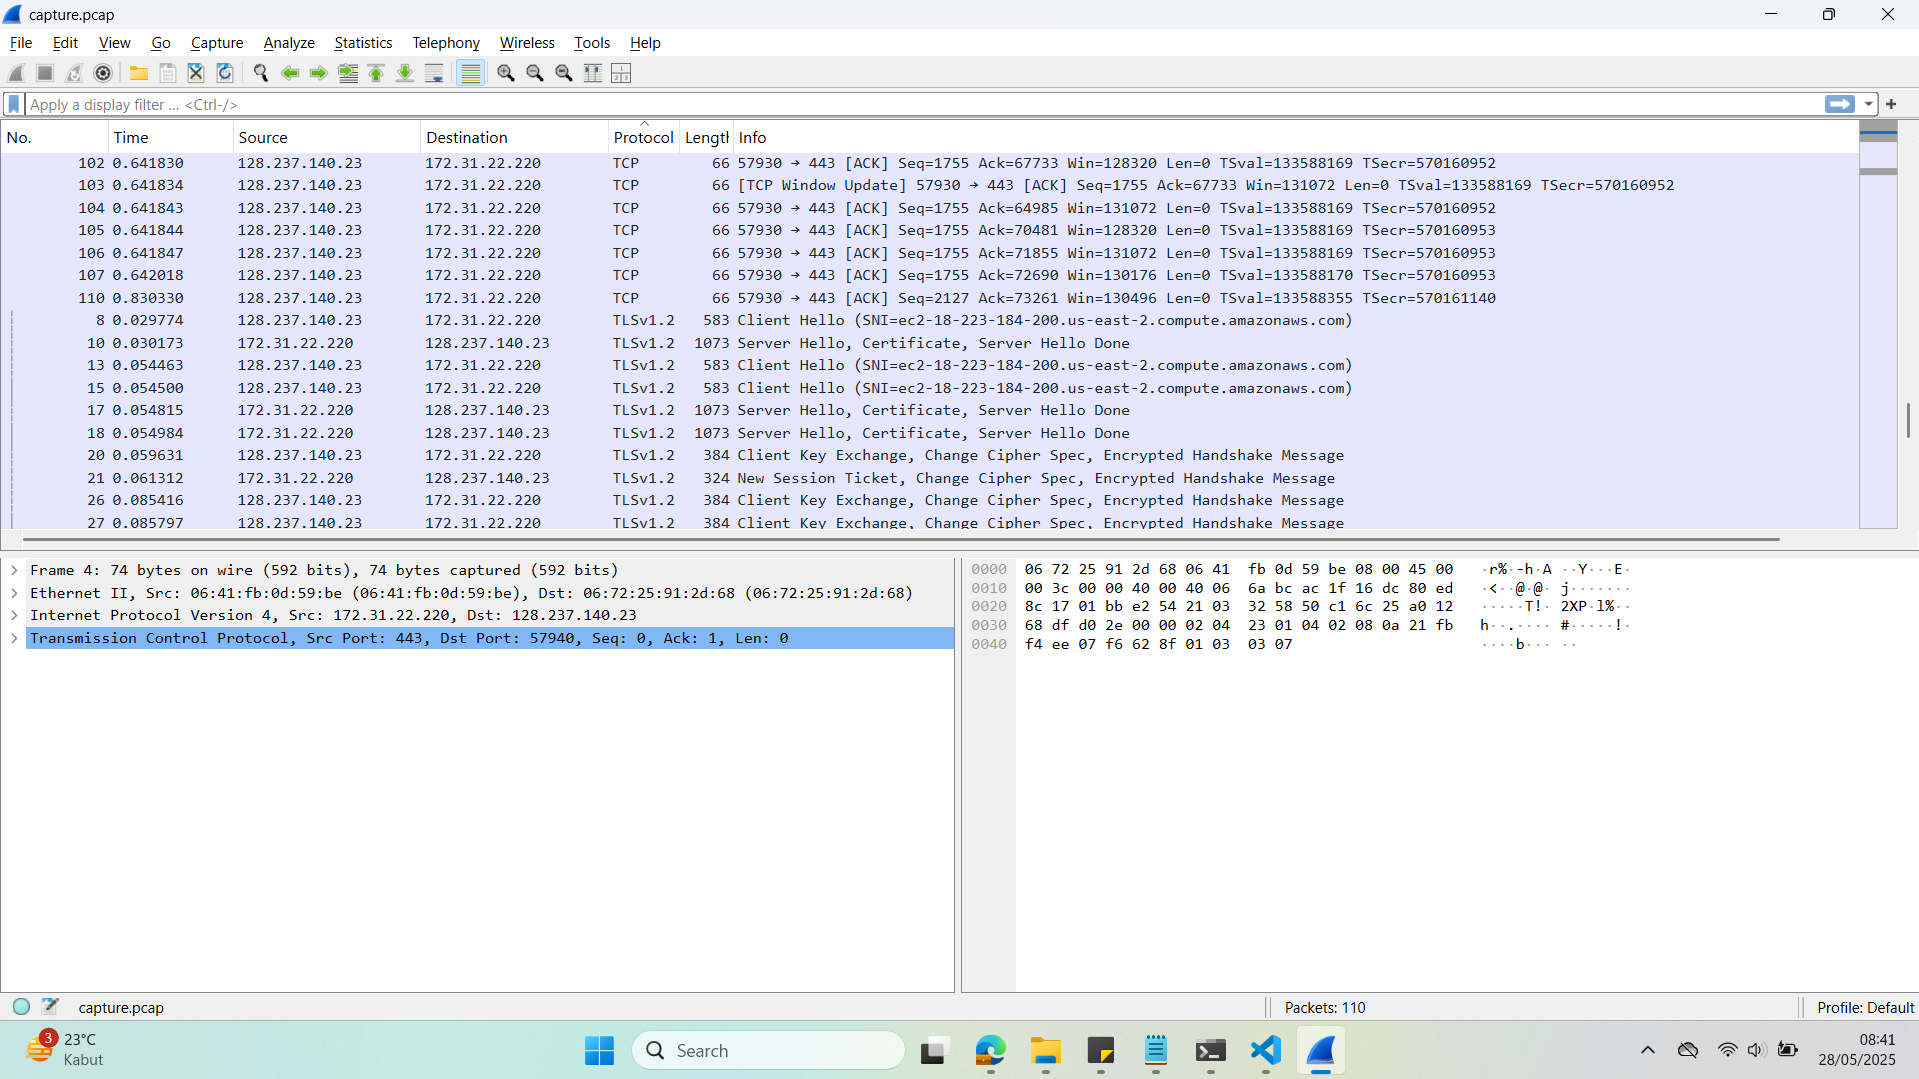 capture.pcap
File Edit View Go Capture Analyze Statistics Telephony Wireless Tools Help
Apply a display filter ... <Ctrl-/>
No. Time Source Destination Protocol Length Info
102 0.641830 128.237.140.23 172.31.22.220 TCP 66 57930 → 443 [ACK] Seq=1755 Ack=67733 Win=128320 Len=0 TSval=133588169 TSecr=570160952
103 0.641834 128.237.140.23 172.31.22.220 TCP 66 [TCP Window Update] 57930 → 443 [ACK] Seq=1755 Ack=67733 Win=131072 Len=0 TSval=133588169 TSecr=570160952
104 0.641843 128.237.140.23 172.31.22.220 TCP 66 57930 → 443 [ACK] Seq=1755 Ack=64985 Win=131072 Len=0 TSval=133588169 TSecr=570160952
105 0.641844 128.237.140.23 172.31.22.220 TCP 66 57930 → 443 [ACK] Seq=1755 Ack=70481 Win=128320 Len=0 TSval=133588169 TSecr=570160953
106 0.641847 128.237.140.23 172.31.22.220 TCP 66 57930 → 443 [ACK] Seq=1755 Ack=71855 Win=131072 Len=0 TSval=133588169 TSecr=570160953
107 0.642018 128.237.140.23 172.31.22.220 TCP 66 57930 → 443 [ACK] Seq=1755 Ack=72690 Win=130176 Len=0 TSval=133588170 TSecr=570160953
110 0.830330 128.237.140.23 172.31.22.220 TCP 66 57930 → 443 [ACK] Seq=2127 Ack=73261 Win=130496 Len=0 TSval=133588355 TSecr=570161140
8 0.029774 128.237.140.23 172.31.22.220 TLSv1.2 583 Client Hello (SNI=ec2-18-223-184-200.us-east-2.compute.amazonaws.com)
10 0.030173 172.31.22.220 128.237.140.23 TLSv1.2 1073 Server Hello, Certificate, Server Hello Done
13 0.054463 128.237.140.23 172.31.22.220 TLSv1.2 583 Client Hello (SNI=ec2-18-223-184-200.us-east-2.compute.amazonaws.com)
15 0.054500 128.237.140.23 172.31.22.220 TLSv1.2 583 Client Hello (SNI=ec2-18-223-184-200.us-east-2.compute.amazonaws.com)
17 0.054815 172.31.22.220 128.237.140.23 TLSv1.2 1073 Server Hello, Certificate, Server Hello Done
18 0.054984 172.31.22.220 128.237.140.23 TLSv1.2 1073 Server Hello, Certificate, Server Hello Done
20 0.059631 128.237.140.23 172.31.22.220 TLSv1.2 384 Client Key Exchange, Change Cipher Spec, Encrypted Handshake Message
21 0.061312 172.31.22.220 128.237.140.23 TLSv1.2 324 New Session Ticket, Change Cipher Spec, Encrypted Handshake Message
26 0.085416 128.237.140.23 172.31.22.220 TLSv1.2 384 Client Key Exchange, Change Cipher Spec, Encrypted Handshake Message
27 0.085797 128.237.140.23 172.31.22.220 TLSv1.2 384 Client Key Exchange, Change Cipher Spec, Encrypted Handshake Message
Frame 4: 74 bytes on wire (592 bits), 74 bytes captured (592 bits)
Ethernet II, Src: 06:41:fb:0d:59:be (06:41:fb:0d:59:be), Dst: 06:72:25:91:2d:68 (06:72:25:91:2d:68)
Internet Protocol Version 4, Src: 172.31.22.220, Dst: 128.237.140.23
Transmission Control Protocol, Src Port: 443, Dst Port: 57940, Seq: 0, Ack: 1, Len: 0
0000 06 72 25 91 2d 68 06 41 fb 0d 59 be 08 00 45 00 ·r%·-h·A ··Y···E·
0010 00 3c 00 00 40 00 40 06 6a bc ac 1f 16 dc 80 ed ·<··@·@· j·······
0020 8c 17 01 bb e2 54 21 03 32 58 50 c1 6c 25 a0 12 ·····T!· 2XP·l%··
0030 68 df d0 2e 00 00 02 04 23 01 04 02 08 0a 21 fb h··.···· #·····!·
0040 f4 ee 07 f6 62 8f 01 03 03 07 ····b··· ··
capture.pcap
Packets: 110
Profile: Default
3
23°C
Kabut
Search
08:41
28/05/2025